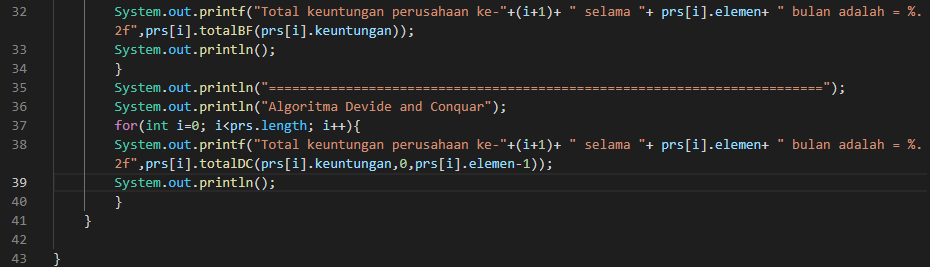 32 System.out.printf("Total keuntungan perusahaan ke-"+(i+1)+ " selama "+ prs[i].elemen+ " bulan adalah = %.
2f",prs[i].totalBF(prs[i].keuntungan));
33 System.out.println();
34 }
35 System.out.println("========================================================================");
36 System.out.println("Algoritma Devide and Conquar");
37 for(int i=0; i<prs.length; i++){
38 System.out.printf("Total keuntungan perusahaan ke-"+(i+1)+ " selama "+ prs[i].elemen+ " bulan adalah = %.
2f",prs[i].totalDC(prs[i].keuntungan,0,prs[i].elemen-1));
39 System.out.println();
40 }
41 }
42
43 }